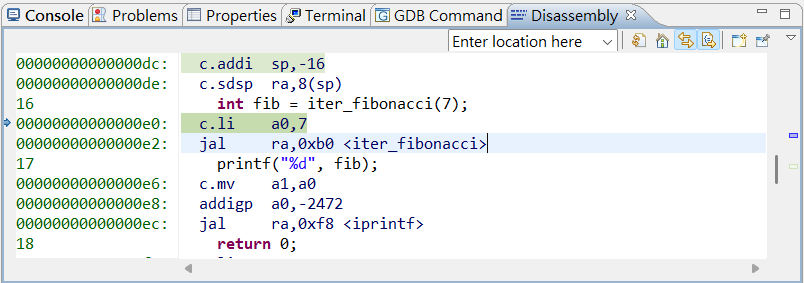 Console Problems Properties Terminal GDB Command Disassembly
Enter location here
00000000000000dc: c.addi sp,-16
00000000000000de: c.sdsp ra,8(sp)
16 int fib = iter_fibonacci(7);
00000000000000e0: c.li a0,7
00000000000000e2: jal ra,0xb0 <iter_fibonacci>
17 printf("%d", fib);
00000000000000e6: c.mv a1,a0
00000000000000e8: addigp a0,-2472
00000000000000ec: jal ra,0xf8 <iprintf>
18 return 0;